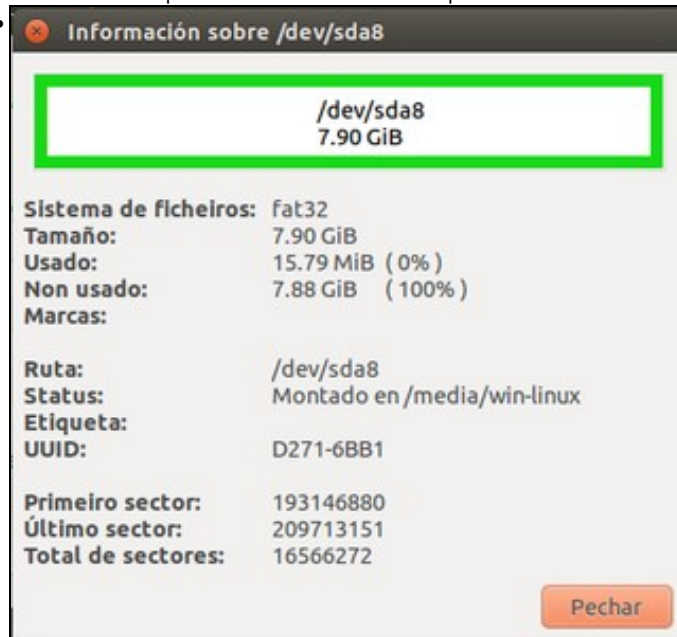 Información sobre /dev/sda8
/dev/sda8
7.90 GiB
Sistema de ficheiros: fat32
Tamaño: 7.90 GiB
Usado: 15.79 MiB ( 0% )
Non usado: 7.88 GiB ( 100% )
Marcas:
Ruta: /dev/sda8
Status: Montado en /media/win-linux
Etiqueta:
UUID: D271-6BB1
Primeiro sector: 193146880
Último sector: 209713151
Total de sectores: 16566272
Pechar